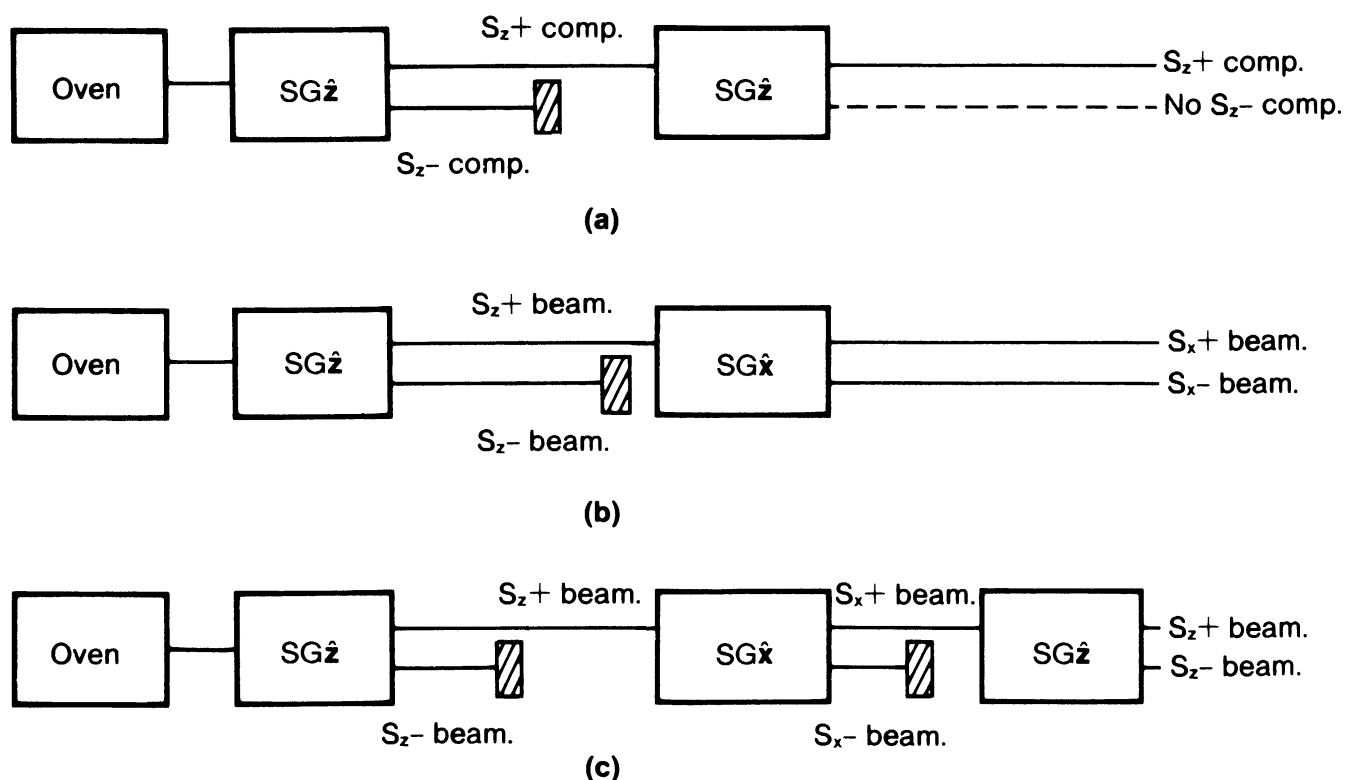 S𝓏+ comp.
Oven SGẑ SGẑ S𝓏+ comp.
No S𝓏− comp.
S𝓏− comp.
(a)
S𝓏+ beam.
Oven SGẑ SGx̂ Sₓ+ beam.
Sₓ− beam.
S𝓏− beam.
(b)
S𝓏+ beam. Sₓ+ beam.
Oven SGẑ SGx̂ SGẑ S𝓏+ beam.
S𝓏− beam.
S𝓏− beam. Sₓ− beam.
(c)